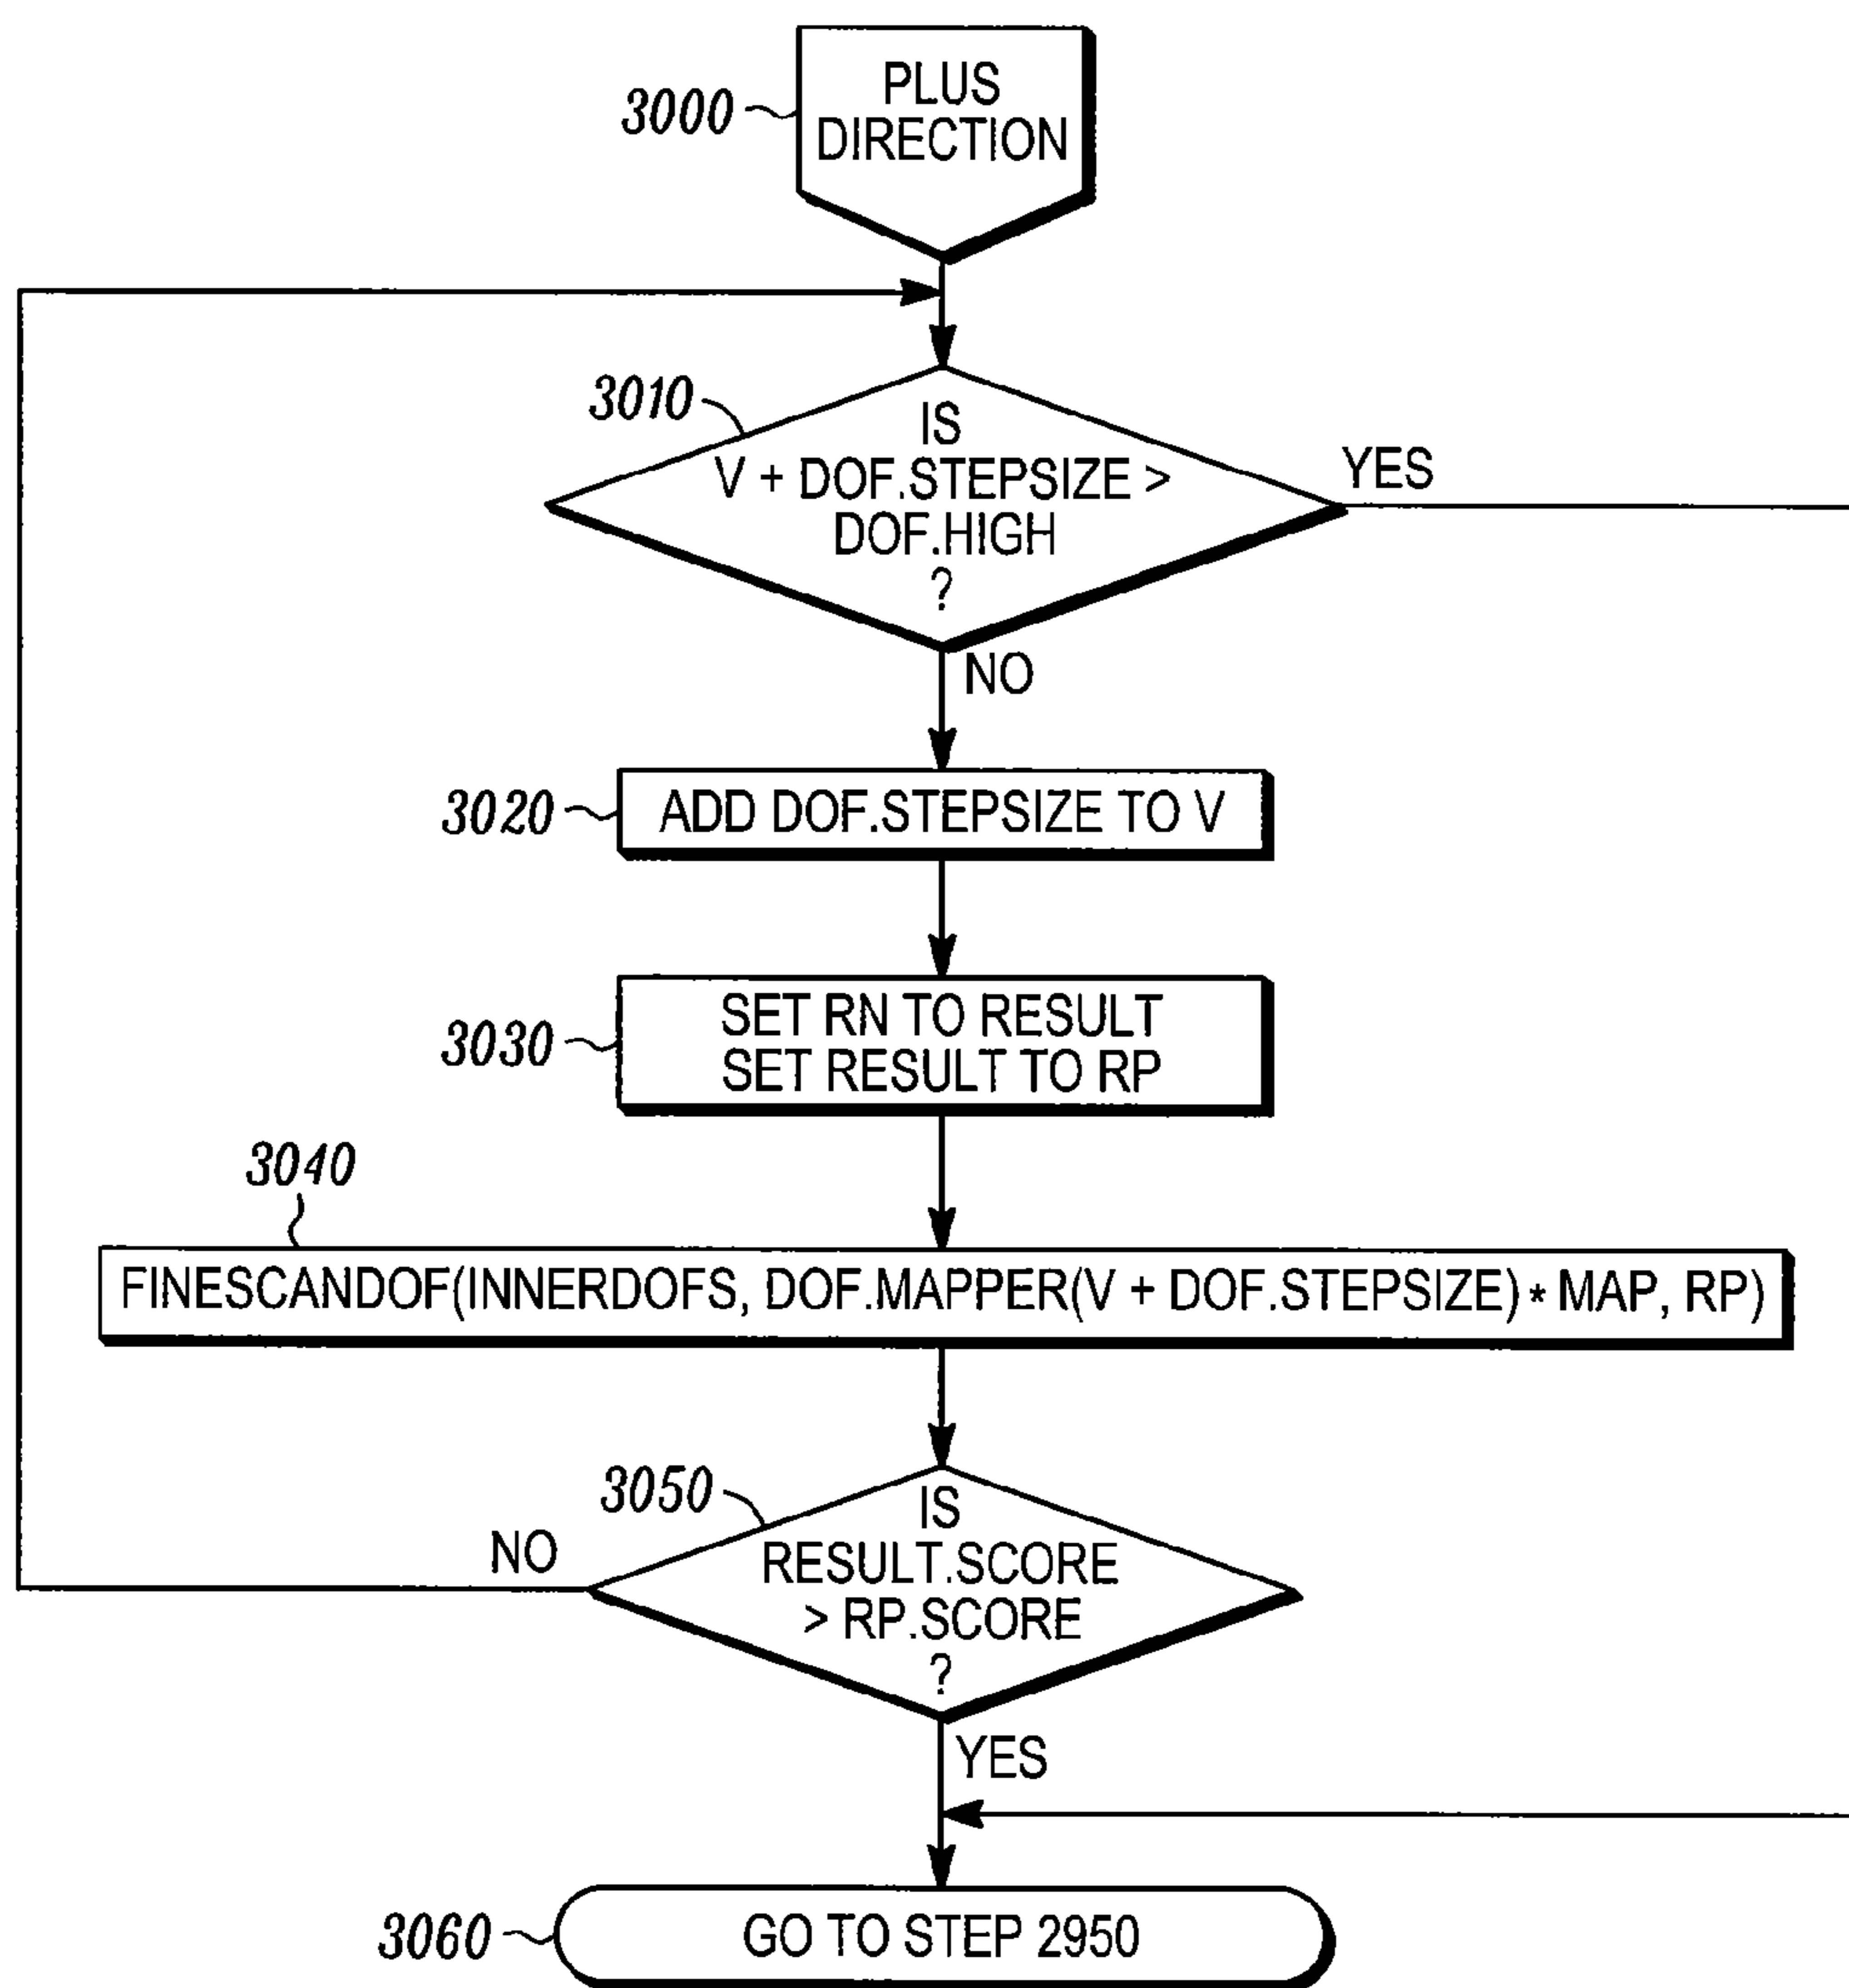 PLUS
DIRECTION
3000
3010
IS
V + DOF.STEPSIZE >
DOF.HIGH
?
YES
NO
3020
ADD DOF.STEPSIZE TO V
3030
SET RN TO RESULT
SET RESULT TO RP
3040
FINESCANDOF(INNERDOFS, DOF.MAPPER(V + DOF.STEPSIZE) * MAP, RP)
3050
IS
RESULT.SCORE
> RP.SCORE
?
NO
YES
3060
GO TO STEP 2950